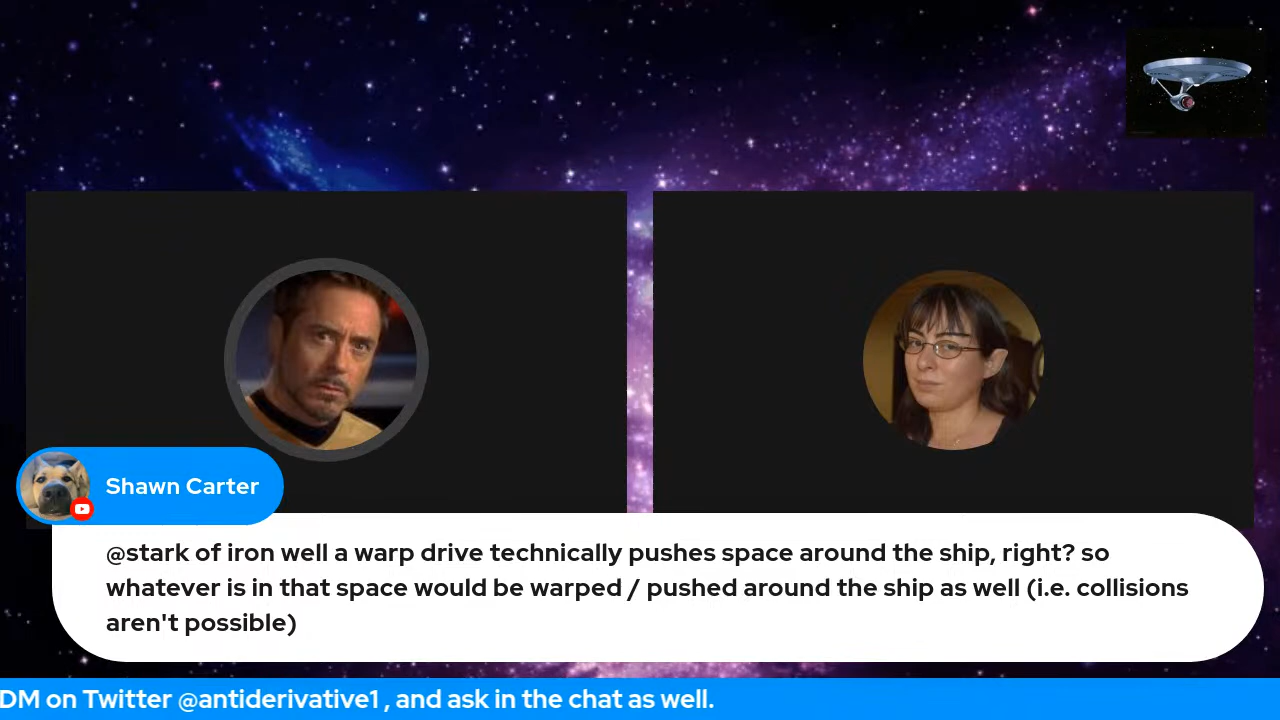 Shawn Carter
@stark of iron well a warp drive technically pushes space around the ship, right? so
whatever is in that space would be warped / pushed around the ship as well (i.e. collisions
aren't possible)
DM on Twitter @antiderivative1 , and ask in the chat as well.